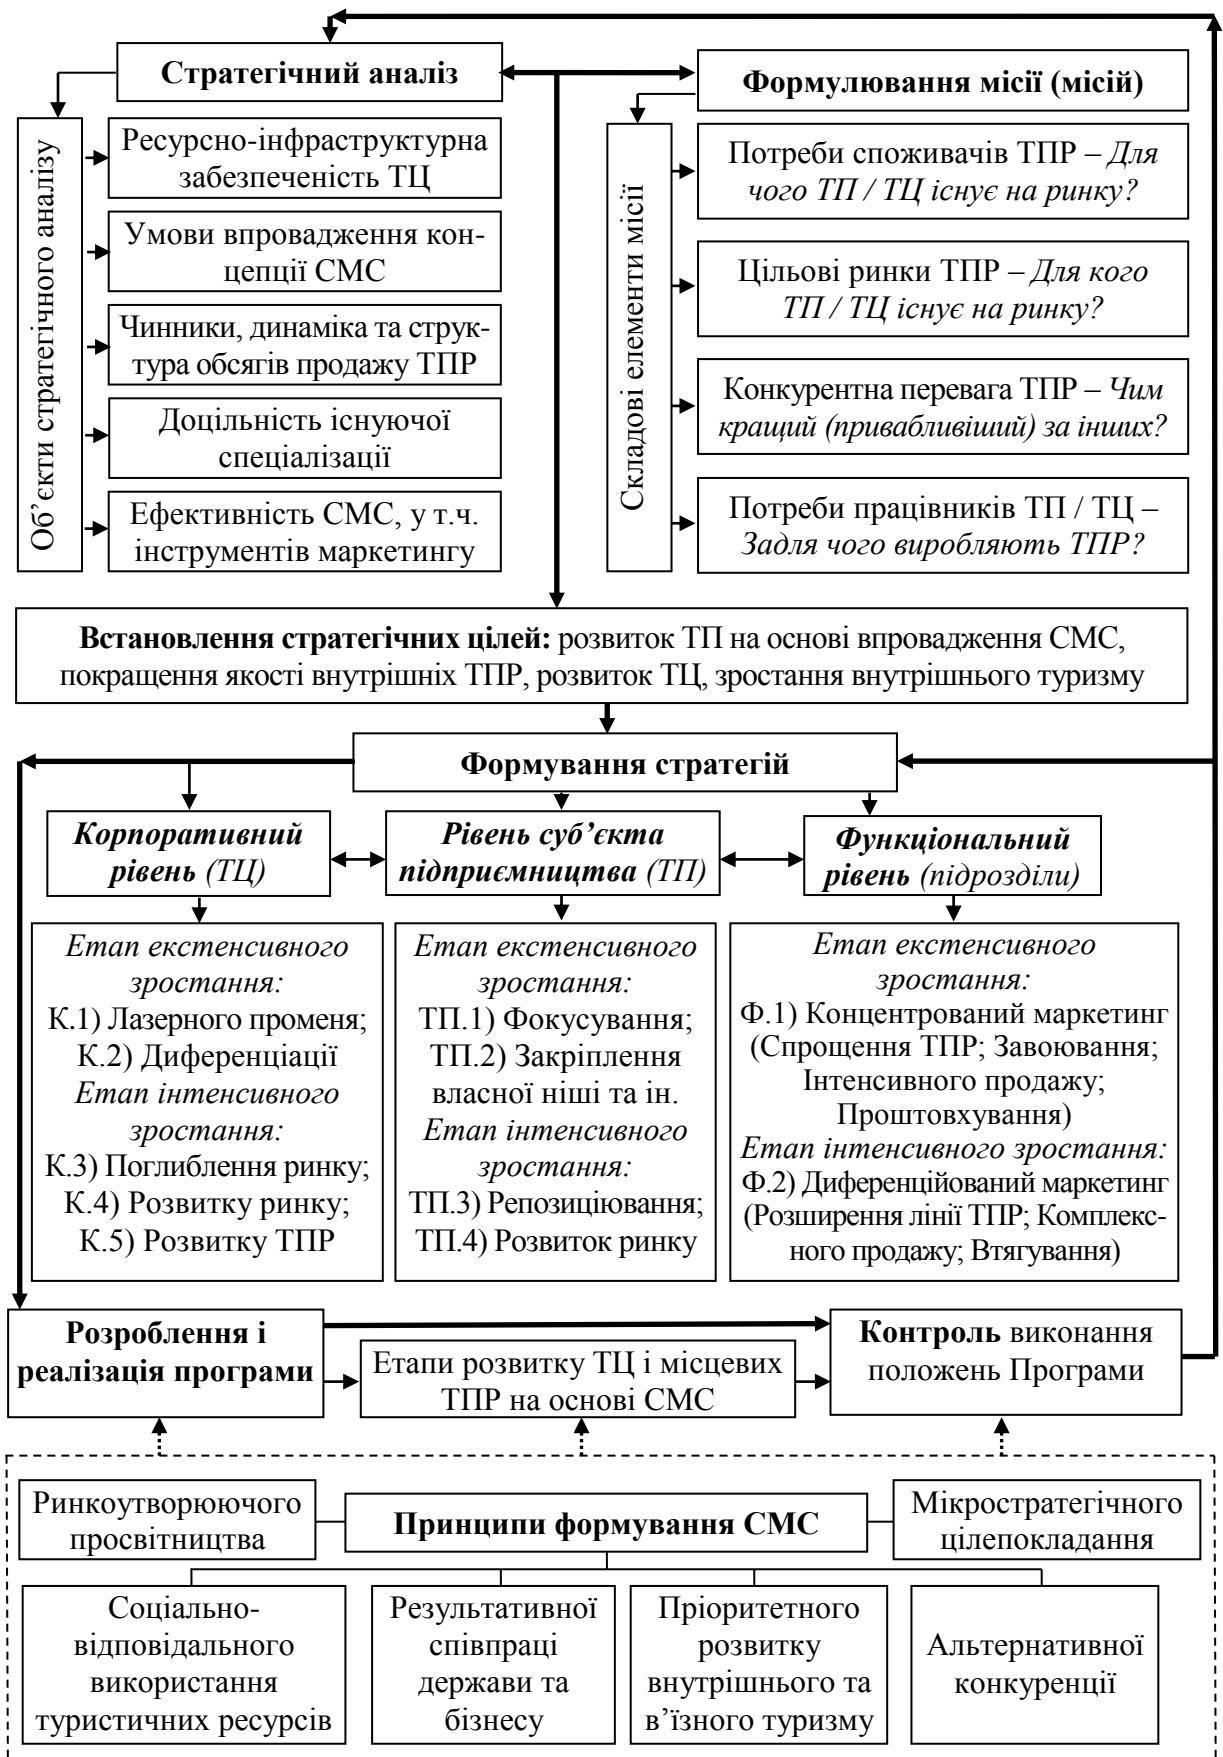 Стратегічний аналіз
Формулювання місії (місій)
Об’єкти стратегічного аналізу
Ресурсно-інфраструктурна
забезпеченість ТЦ
Умови впровадження кон-
цепції СМС
Чинники, динаміка та струк-
тура обсягів продажу ТПР
Доцільність існуючої
спеціалізації
Ефективність СМС, у т.ч.
інструментів маркетингу
Складові елементи місії
Потреби споживачів ТПР – Для
чого ТП / ТЦ існує на ринку?
Цільові ринки ТПР – Для кого
ТП / ТЦ існує на ринку?
Конкурентна перевага ТПР – Чим
кращий (привабливіший) за інших?
Потреби працівників ТП / ТЦ –
Задля чого виробляють ТПР?
Встановлення стратегічних цілей: розвиток ТП на основі впровадження СМС,
покращення якості внутрішніх ТПР, розвиток ТЦ, зростання внутрішнього туризму
Формування стратегій
Корпоративний
рівень (ТЦ)
Рівень суб’єкта
підприємництва (ТП)
Функціональний
рівень (підрозділи)
Етап екстенсивного
зростання:
К.1) Лазерного променя;
К.2) Диференціації
Етап інтенсивного
зростання:
К.3) Поглиблення ринку;
К.4) Розвитку ринку;
К.5) Розвитку ТПР
Етап екстенсивного
зростання:
ТП.1) Фокусування;
ТП.2) Закріплення
власної ніші та ін.
Етап інтенсивного
зростання:
ТП.3) Репозиціювання;
ТП.4) Розвиток ринку
Етап екстенсивного
зростання:
Ф.1) Концентрований маркетинг
(Спрощення ТПР; Завоювання;
Інтенсивного продажу;
Проштовхування)
Етап інтенсивного зростання:
Ф.2) Диференційований маркетинг
(Розширення лінії ТПР; Комплекс-
ного продажу; Втягування)
Розроблення і
реалізація програми
Етапи розвитку ТЦ і місцевих
ТПР на основі СМС
Контроль виконання
положень Програми
Ринкоутворюючого
просвітництва
Принципи формування СМС
Мікростратегічного
цілепокладання
Соціально-
відповідального
використання
туристичних ресурсів
Результативної
співпраці
держави та
бізнесу
Пріоритетного
розвитку
внутрішнього та
в’їзного туризму
Альтернативної
конкуренції